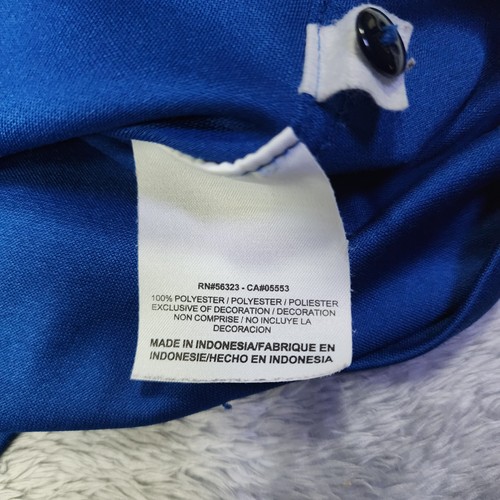 RN#56323 - CA#05553
100% POLYESTER / POLYESTER / POLIESTER
EXCLUSIVE OF DECORATION / DECORATION
NON COMPRISE / NO INCLUYE LA
DECORACION
MADE IN INDONESIA/FABRIQUE EN
INDONESIE/HECHO EN INDONESIA